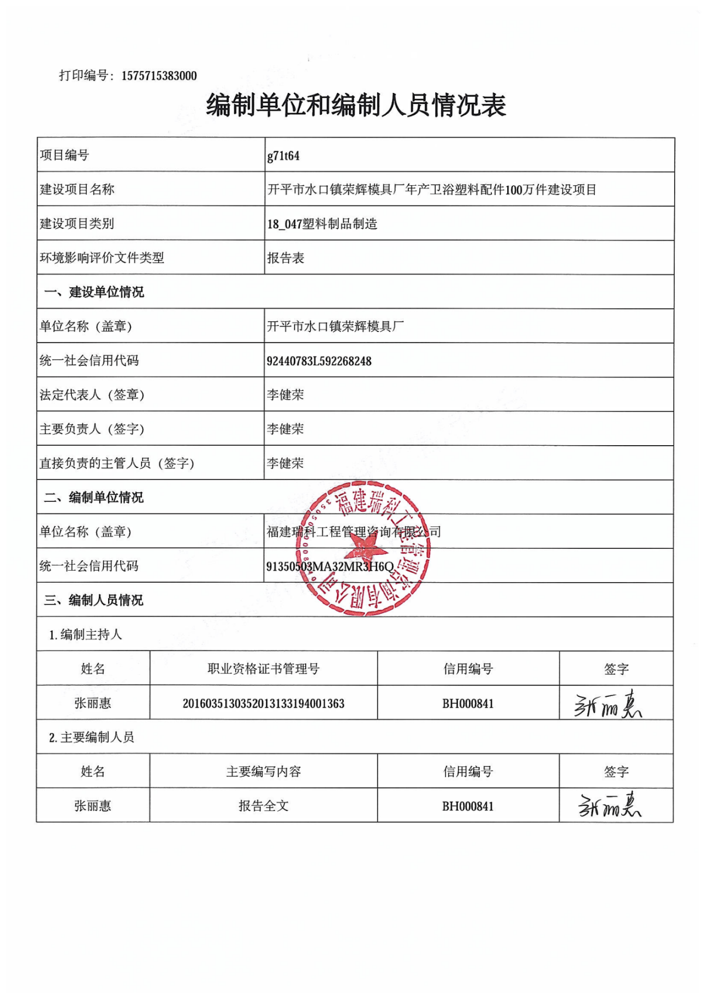 打印编号：1575715383000
编制单位和编制人员情况表
项目编号 g71t64
建设项目名称 开平市水口镇荣辉模具厂年产卫浴塑料配件100万件建设项目
建设项目类别 18_047塑料制品制造
环境影响评价文件类型 报告表
一、建设单位情况
单位名称（盖章） 开平市水口镇荣辉模具厂
统一社会信用代码 92440783L592268248
法定代表人（签章） 李健荣
主要负责人（签字） 李健荣
直接负责的主管人员（签字） 李健荣
二、编制单位情况
福建瑞科工程管理咨询有限公司
单位名称（盖章） 福建瑞科工程管理咨询有限公司
统一社会信用代码 91350503MA32MR3H6Q
三、编制人员情况
1. 编制主持人
姓名 职业资格证书管理号 信用编号 签字
张丽惠 2016035130352013133194001363 BH000841 张丽惠
2. 主要编制人员
姓名 主要编写内容 信用编号 签字
张丽惠 报告全文 BH000841 张丽惠